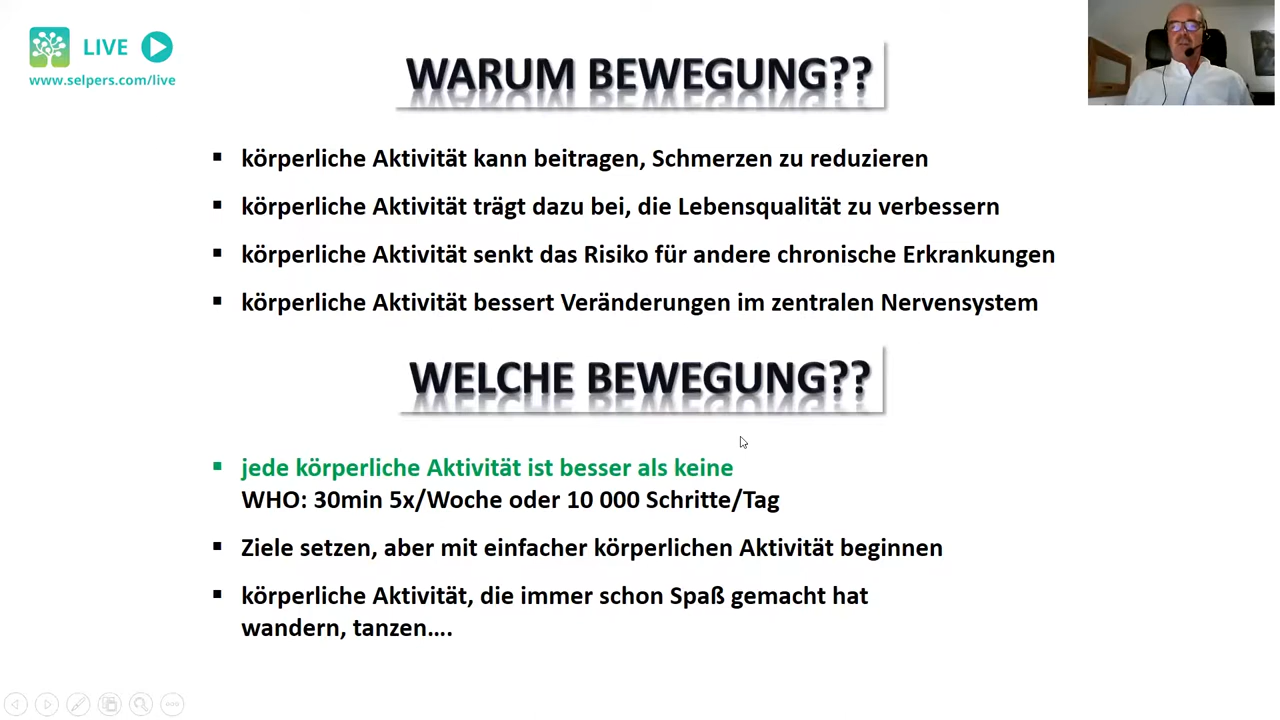 LIVE
www.selpers.com/live
WARUM BEWEGUNG??
▪ körperliche Aktivität kann beitragen, Schmerzen zu reduzieren
▪ körperliche Aktivität trägt dazu bei, die Lebensqualität zu verbessern
▪ körperliche Aktivität senkt das Risiko für andere chronische Erkrankungen
▪ körperliche Aktivität bessert Veränderungen im zentralen Nervensystem
WELCHE BEWEGUNG??
▪ jede körperliche Aktivität ist besser als keine
WHO: 30min 5x/Woche oder 10 000 Schritte/Tag
▪ Ziele setzen, aber mit einfacher körperlichen Aktivität beginnen
▪ körperliche Aktivität, die immer schon Spaß gemacht hat
wandern, tanzen....